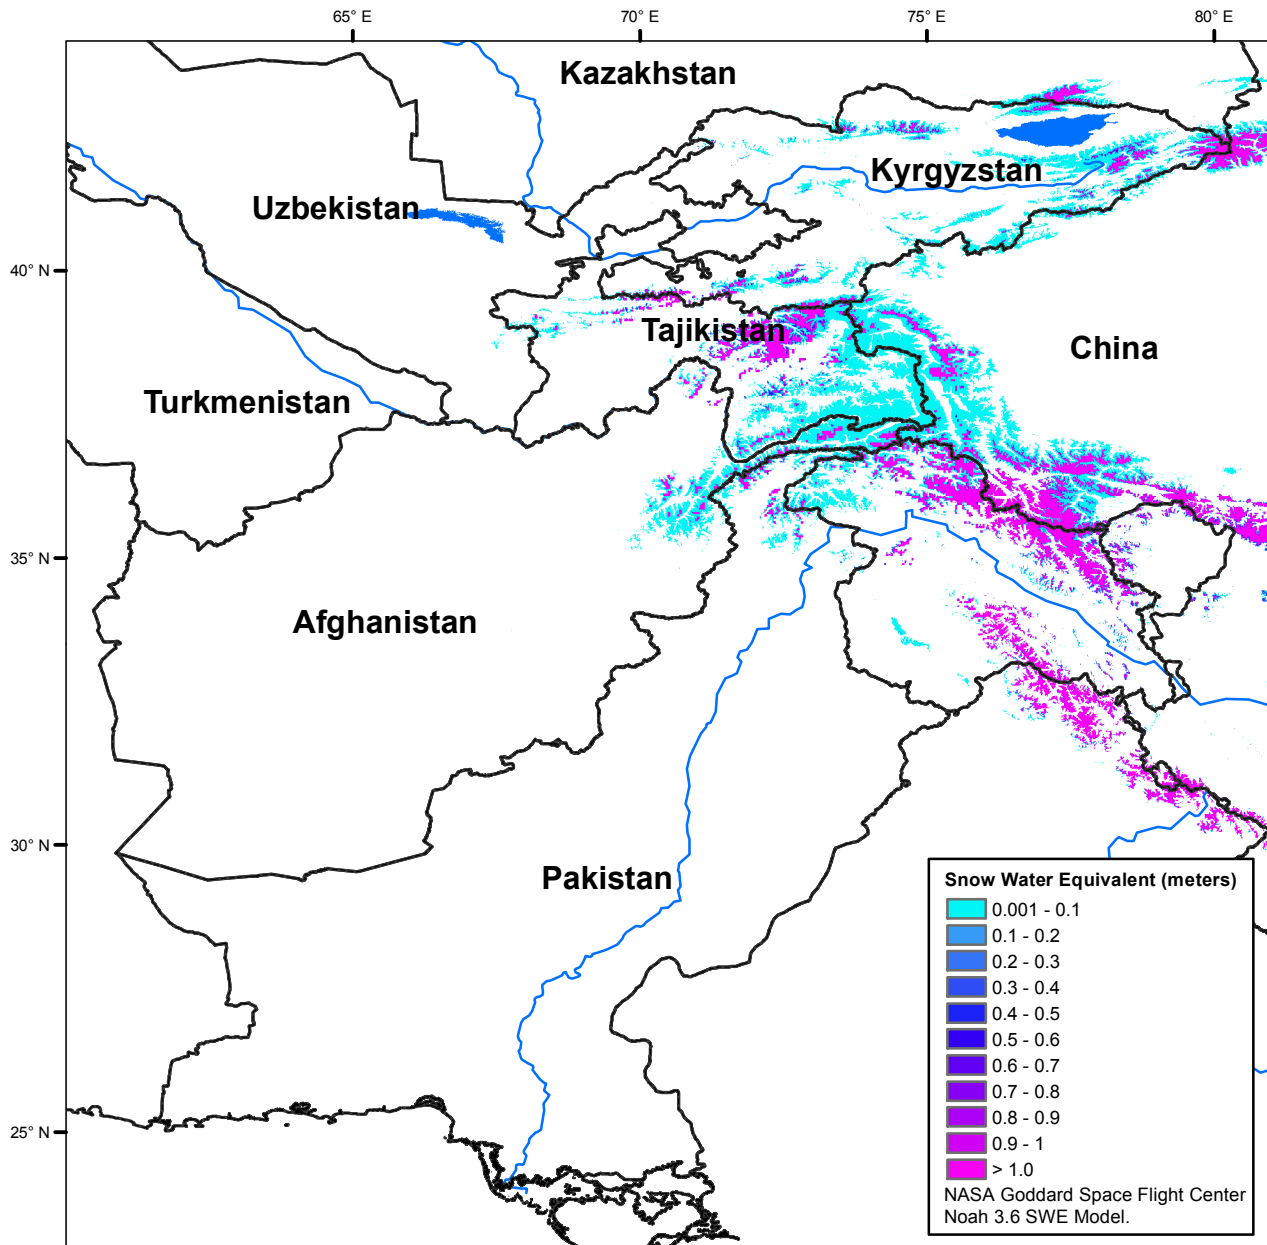 65° E
70° E
75° E
80° E
Kazakhstan
Kyrgyzstan
Uzbekistan
40° N
Tajikistan
China
Turkmenistan
35° N
Afghanistan
30° N
Pakistan
25° N
Snow Water Equivalent (meters)
0.001 - 0.1
0.1 - 0.2
0.2 - 0.3
0.3 - 0.4
0.4 - 0.5
0.5 - 0.6
0.6 - 0.7
0.7 - 0.8
0.8 - 0.9
0.9 - 1
> 1.0
NASA Goddard Space Flight Center
Noah 3.6 SWE Model.